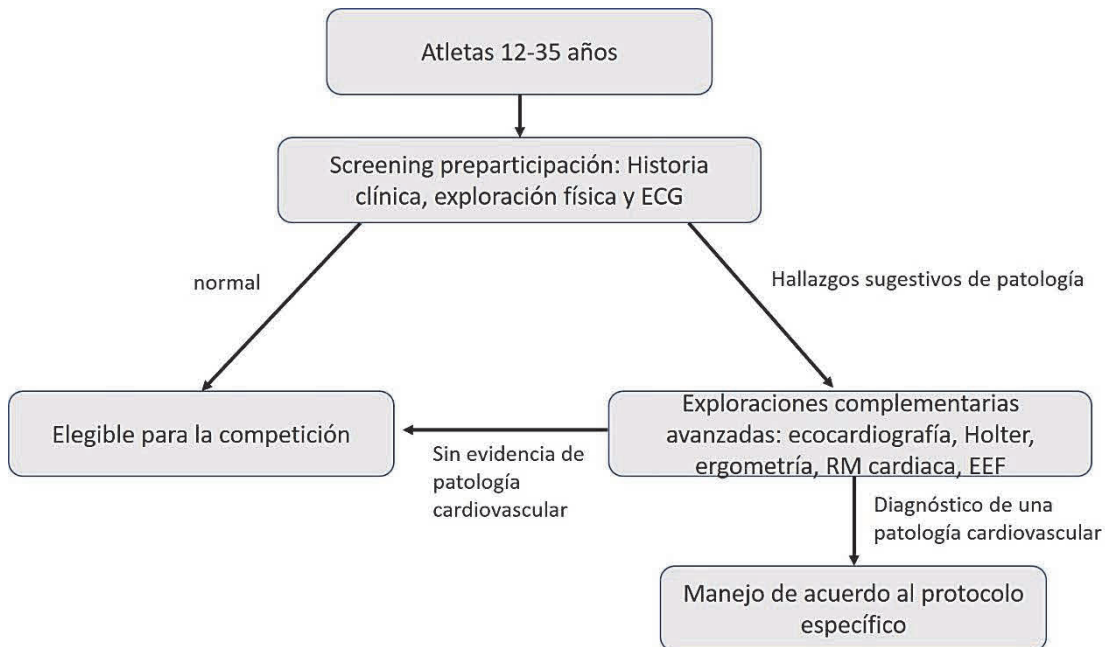 Atletas 12-35 años
Screening preparticipación: Historia
clínica, exploración física y ECG
normal
Hallazgos sugestivos de patología
Elegible para la competición
Sin evidencia de
patología
cardiovascular
Exploraciones complementarias
avanzadas: ecocardiografía, Holter,
ergometría, RM cardiaca, EEF
Diagnóstico de una
patología cardiovascular
Manejo de acuerdo al protocolo
específico